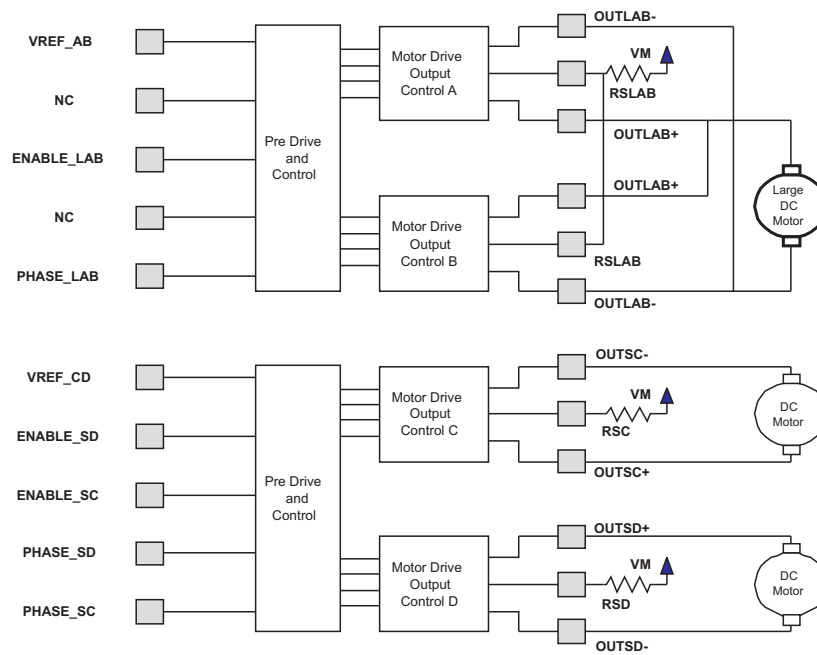 VREF_AB
NC
ENABLE_LAB
NC
PHASE_LAB
Pre Drive
and
Control
Motor Drive
Output
Control A
Motor Drive
Output
Control B
OUTLAB-
VM
RSLAB
OUTLAB+
OUTLAB+
RSLAB
OUTLAB-
Large
DC
Motor
VREF_CD
ENABLE_SD
ENABLE_SC
PHASE_SD
PHASE_SC
Pre Drive
and
Control
Motor Drive
Output
Control C
Motor Drive
Output
Control D
OUTSC-
VM
RSC
OUTSC+
DC
Motor
OUTSD+
VM
RSD
OUTSD-
DC
Motor